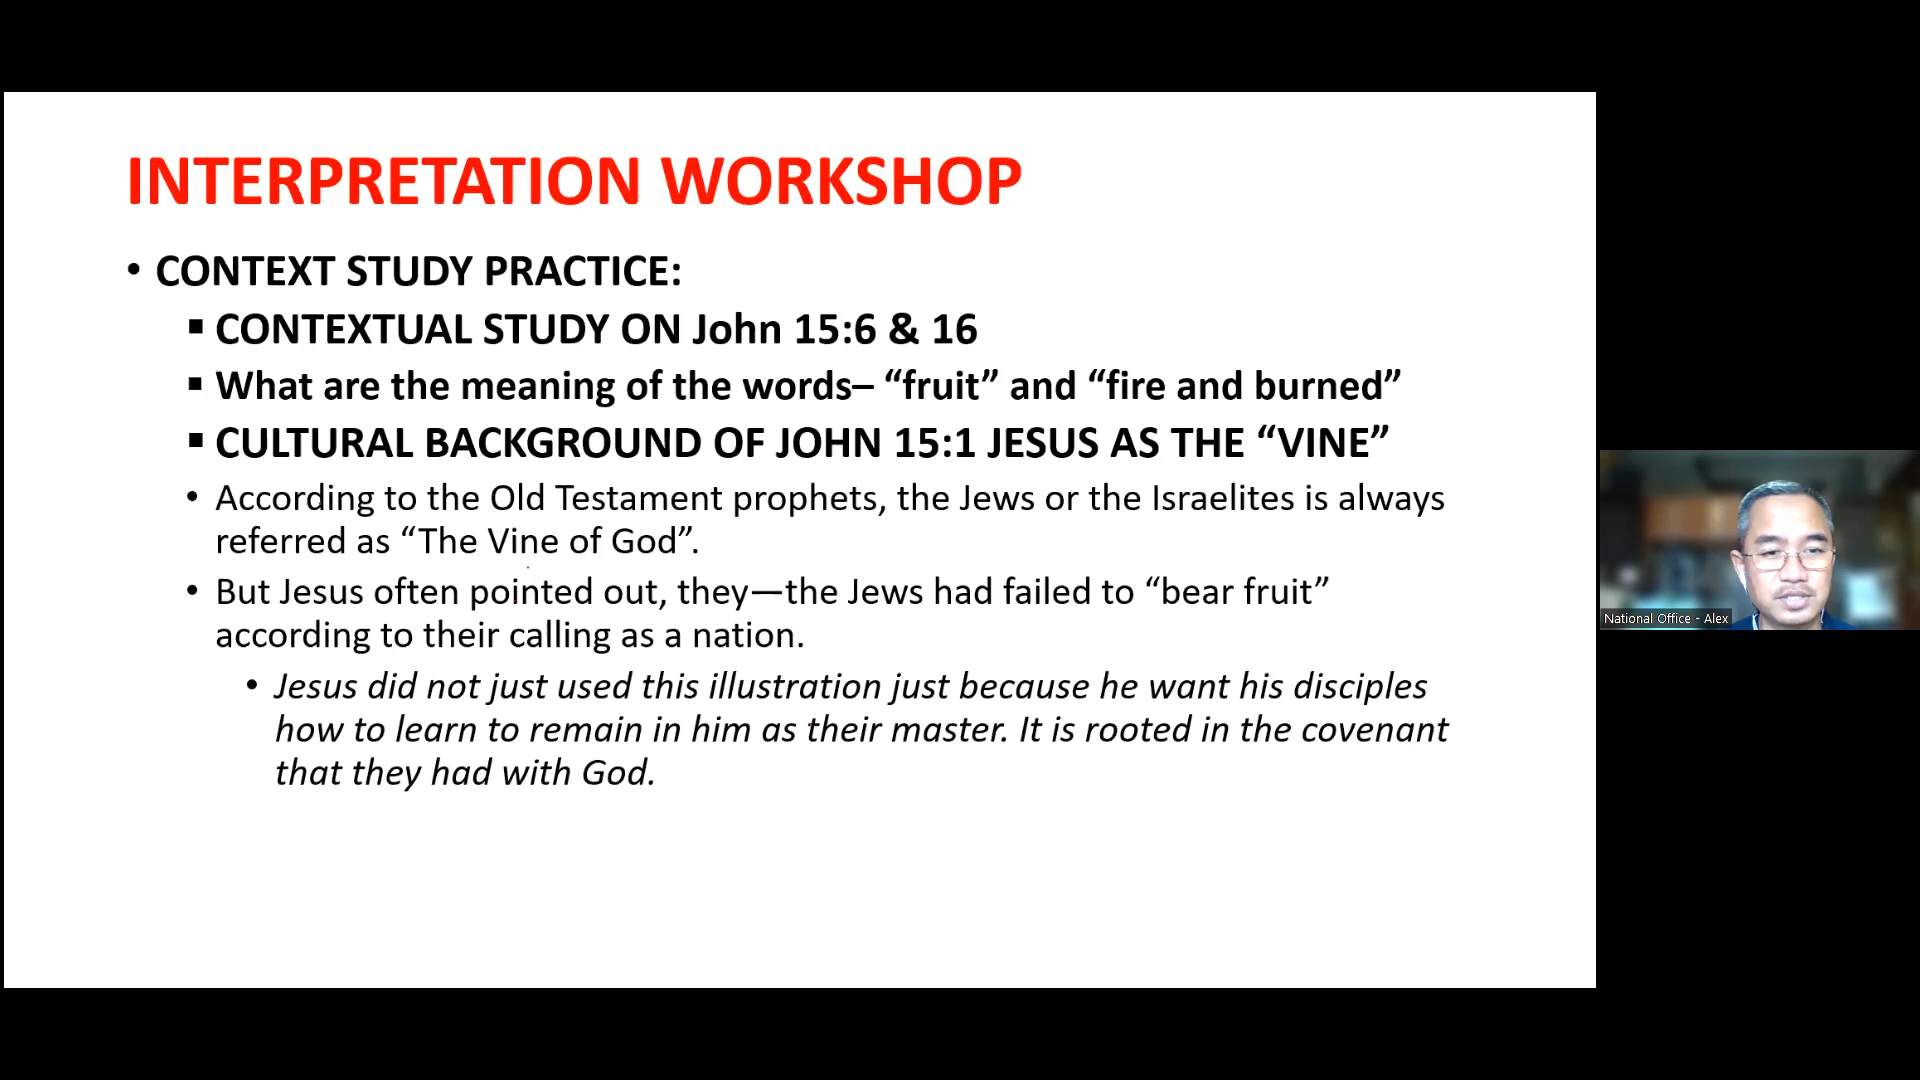 INTERPRETATION WORKSHOP
• CONTEXT STUDY PRACTICE:
▪ CONTEXTUAL STUDY ON John 15:6 & 16
▪ What are the meaning of the words– “fruit” and “fire and burned”
▪ CULTURAL BACKGROUND OF JOHN 15:1 JESUS AS THE “VINE”
• According to the Old Testament prophets, the Jews or the Israelites is always
referred as “The Vine of God”.
• But Jesus often pointed out, they—the Jews had failed to “bear fruit”
according to their calling as a nation.
• Jesus did not just used this illustration just because he want his disciples
how to learn to remain in him as their master. It is rooted in the covenant
that they had with God.
National Office - Alex